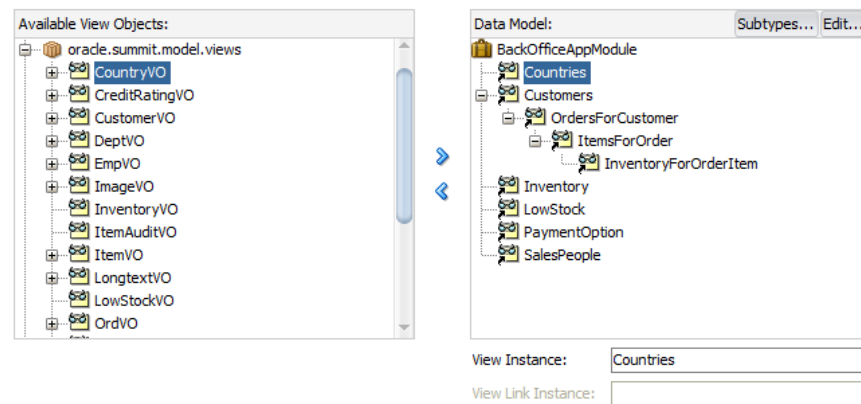 Available View Objects:
oracle.summit.model.views
CountryVO
CreditRatingVO
CustomerVO
DeptVO
EmpVO
ImageVO
InventoryVO
ItemAuditVO
ItemVO
LongtextVO
LowStockVO
OrdVO
Data Model:
Subtypes... Edit...
BackOfficeAppModule
Countries
Customers
OrdersForCustomer
ItemsForOrder
InventoryForOrderItem
Inventory
LowStock
PaymentOption
SalesPeople
View Instance: Countries
View Link Instance: